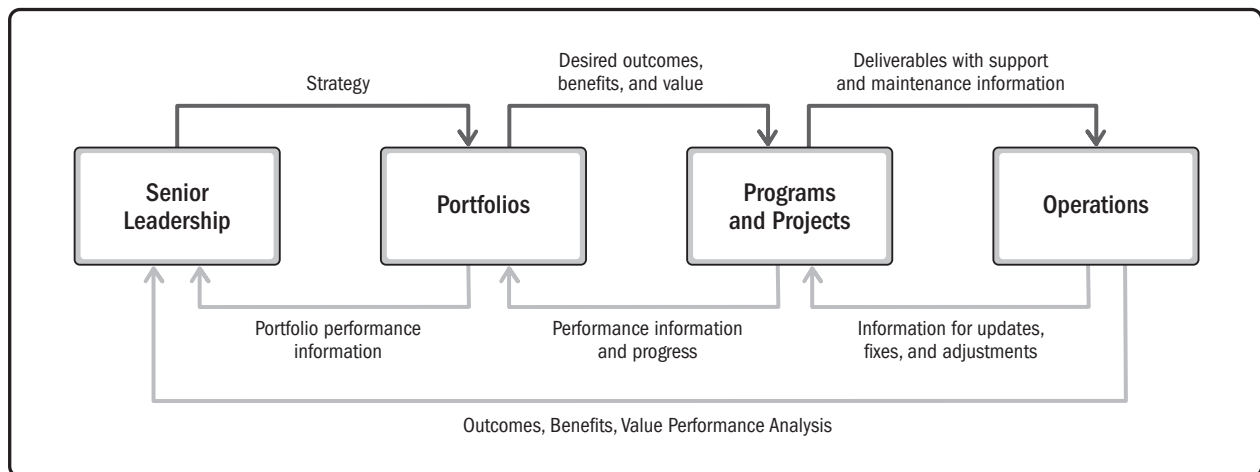 Strategy
Desired outcomes,
benefits, and value
Deliverables with support
and maintenance information
Senior
Leadership
Portfolios
Programs
and Projects
Operations
Portfolio performance
information
Performance information
and progress
Information for updates,
fixes, and adjustments
Outcomes, Benefits, Value Performance Analysis